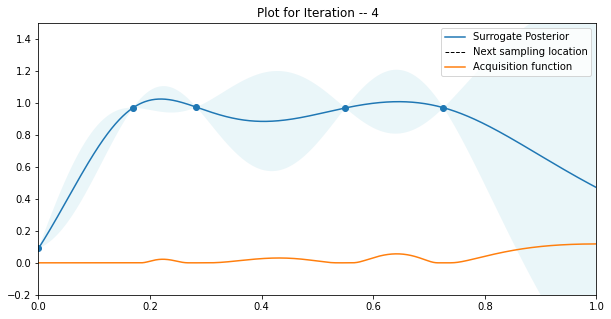 Plot for Iteration -- 4
Surrogate Posterior
Next sampling location
Acquisition function
1.4
1.2
1.0
0.8
0.6
0.4
0.2
0.0
−0.2
0.0 0.2 0.4 0.6 0.8 1.0